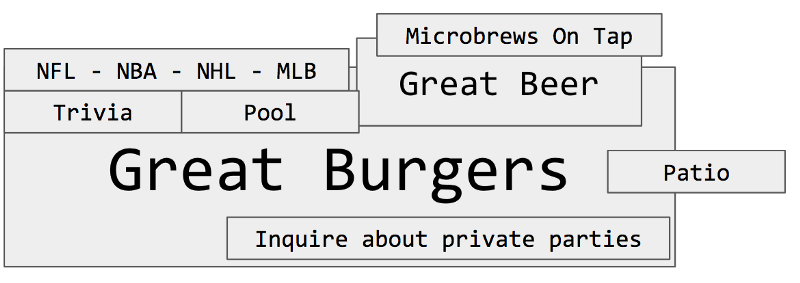 Microbrews On Tap
NFL - NBA - NHL - MLB
Great Beer
Trivia
Pool
Great Burgers
Patio
Inquire about private parties